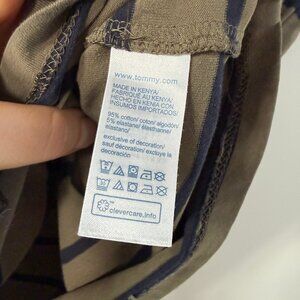 www.tommy.com
MADE IN KENYA/
FABRIQUÉ AU KENYA/
HECHO EN KENIA CON
INSUMOS IMPORTADOS/
95% cotton/ coton/ algodón/
5% elastane/ élasthanne/
elastano/
exclusive of decoration/
sauf décoration/ excluye la
decoración
clevercare.info